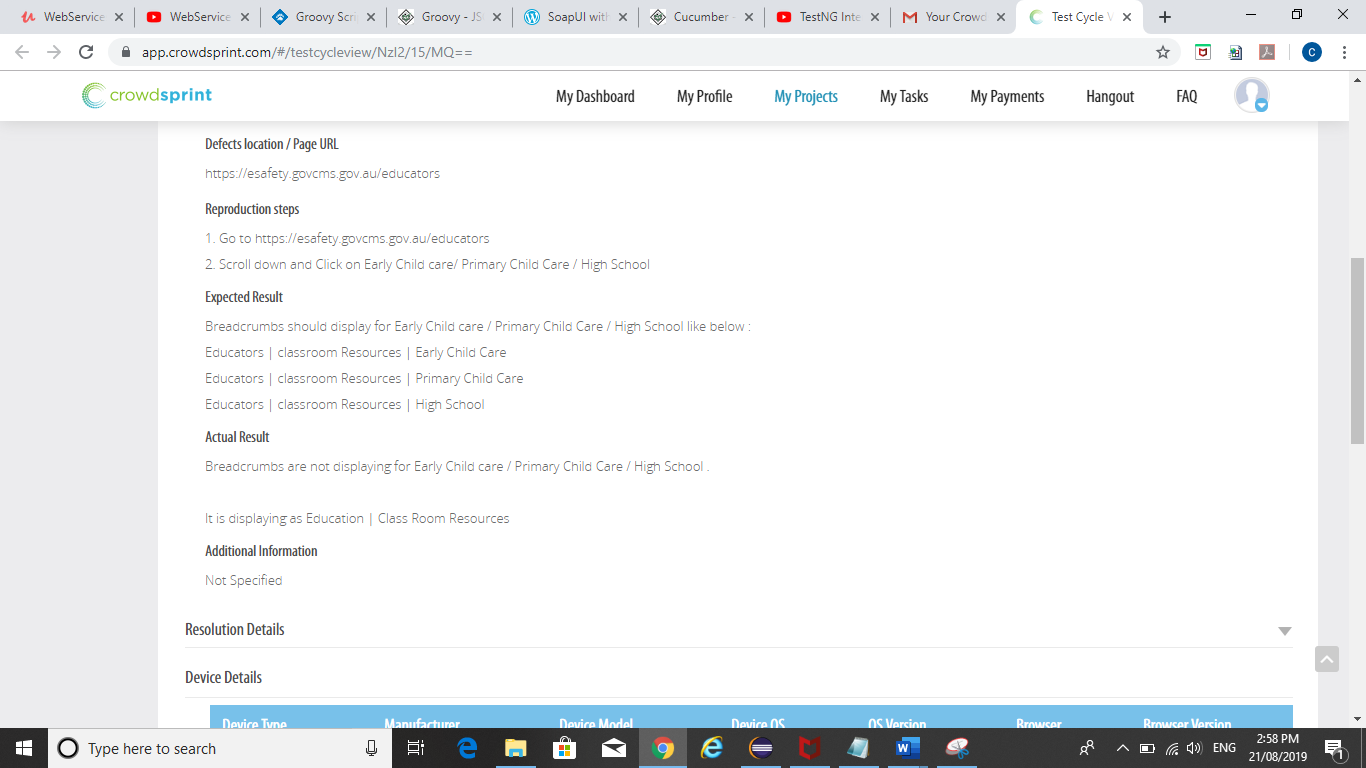 WebService
WebService
Groovy Scri
Groovy - JS
SoapUI with
Cucumber -
TestNG Inte
Your Crowd
Test Cycle V
app.crowdsprint.com/#/testcycleview/NzI2/15/MQ==
C
crowdsprint
My Dashboard
My Profile
My Projects
My Tasks
My Payments
Hangout
FAQ
Defects location / Page URL
https://esafety.govcms.gov.au/educators
Reproduction steps
1. Go to https://esafety.govcms.gov.au/educators
2. Scroll down and Click on Early Child care/ Primary Child Care / High School
Expected Result
Breadcrumbs should display for Early Child care / Primary Child Care / High School like below :
Educators | classroom Resources | Early Child Care
Educators | classroom Resources | Primary Child Care
Educators | classroom Resources | High School
Actual Result
Breadcrumbs are not displaying for Early Child care / Primary Child Care / High School .
It is displaying as Education | Class Room Resources
Additional Information
Not Specified
Resolution Details
Device Details
Device Type
Manufacturer
Device Model
Device OS
OS Version
Browser
Browser Version
Type here to search
ENG
2:58 PM
21/08/2019
1